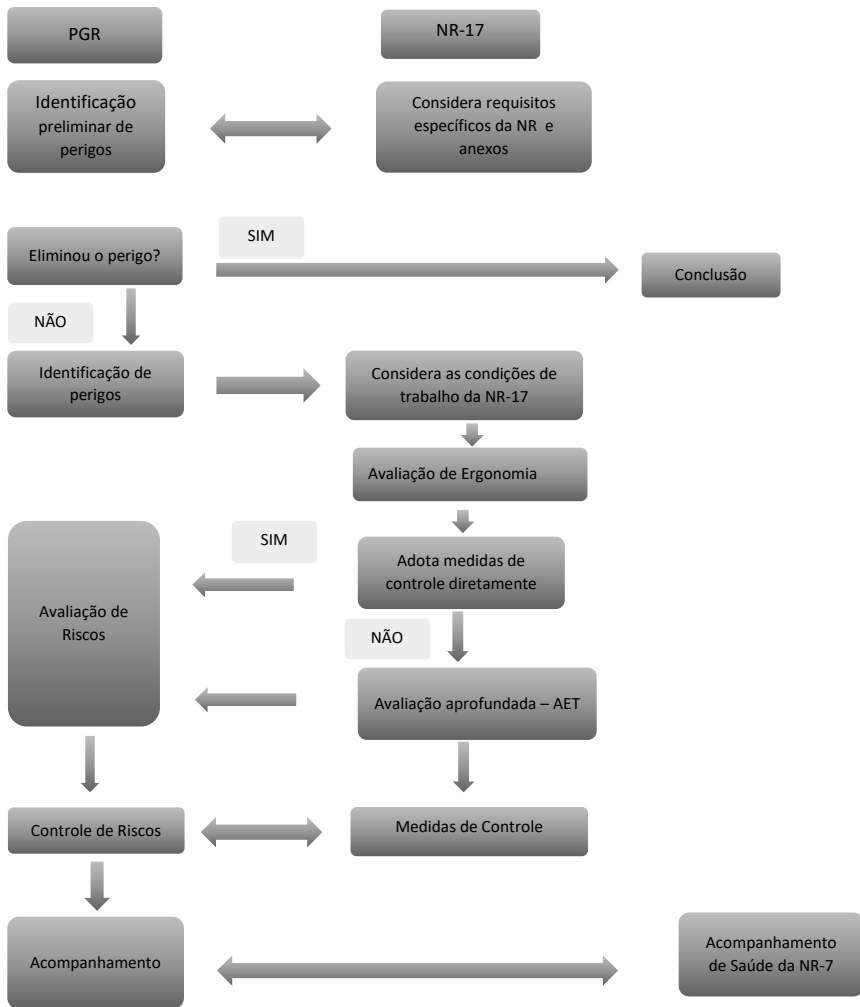 PGR
NR-17
Identificação
preliminar de
perigos
Considera requisitos
específicos da NR e
anexos
SIM
Eliminou o perigo?
Conclusão
NÃO
Identificação de
perigos
Considera as condições de
trabalho da NR-17
Avaliação de Ergonomia
SIM
Adota medidas de
controle diretamente
Avaliação de
Riscos
NÃO
Avaliação aprofundada – AET
Controle de Riscos
Medidas de Controle
Acompanhamento
Acompanhamento
de Saúde da NR-7